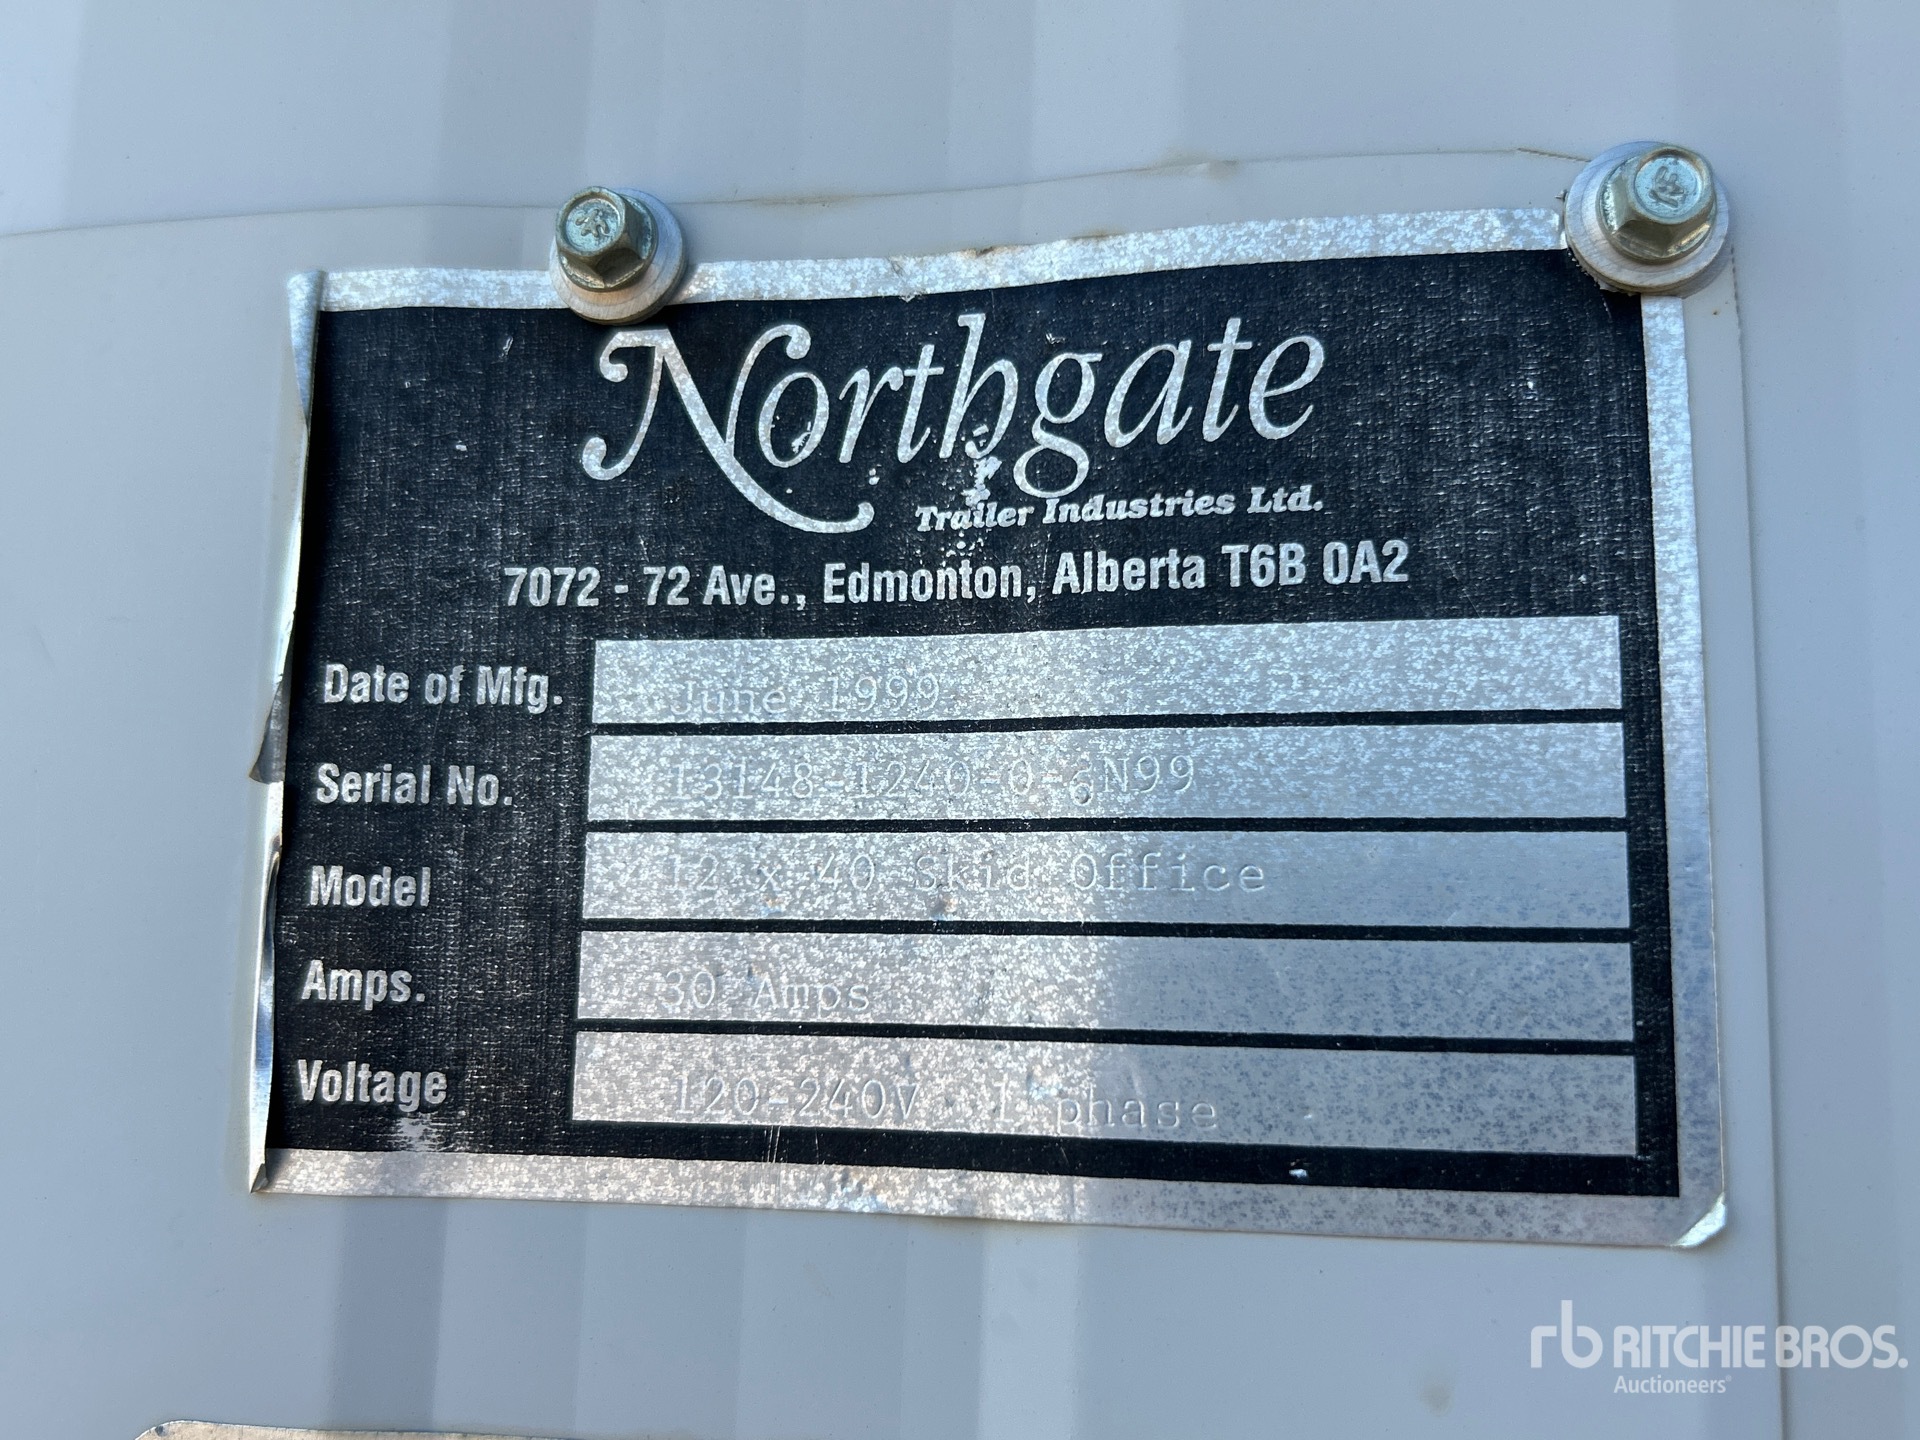 Northgate
Trailer Industries Ltd.
7072 - 72 Ave., Edmonton, Alberta T6B 0A2
Date of Mfg. June 1999
Serial No. 13148-1240-0-6N99
Model 12 x 40 Skid Office
Amps. 30 Amps
Voltage 120-240V 1 phase
rb RITCHIE BROS.
Auctioneers